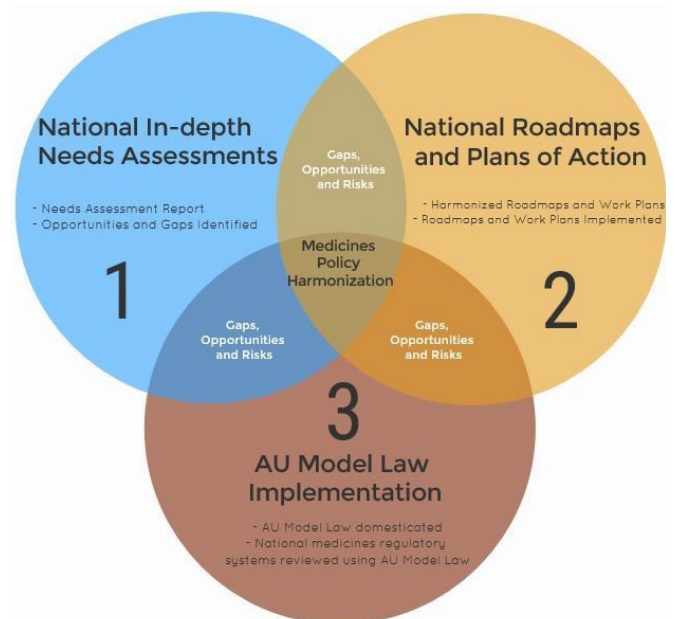 National In-depth
Needs Assessments
- Needs Assessment Report
- Opportunities and Gaps Identified
1
Gaps,
Opportunities
and Risks
National Roadmaps
and Plans of Action
- Harmonized Roadmaps and Work Plans
- Roadmaps and Work Plans Implemented
2
Medicines
Policy
Harmonization
Gaps,
Opportunities
and Risks
Gaps,
Opportunities
and Risks
3
AU Model Law
Implementation
- AU Model Law domesticated
- National medicines regulatory
systems reviewed using AU Model Law